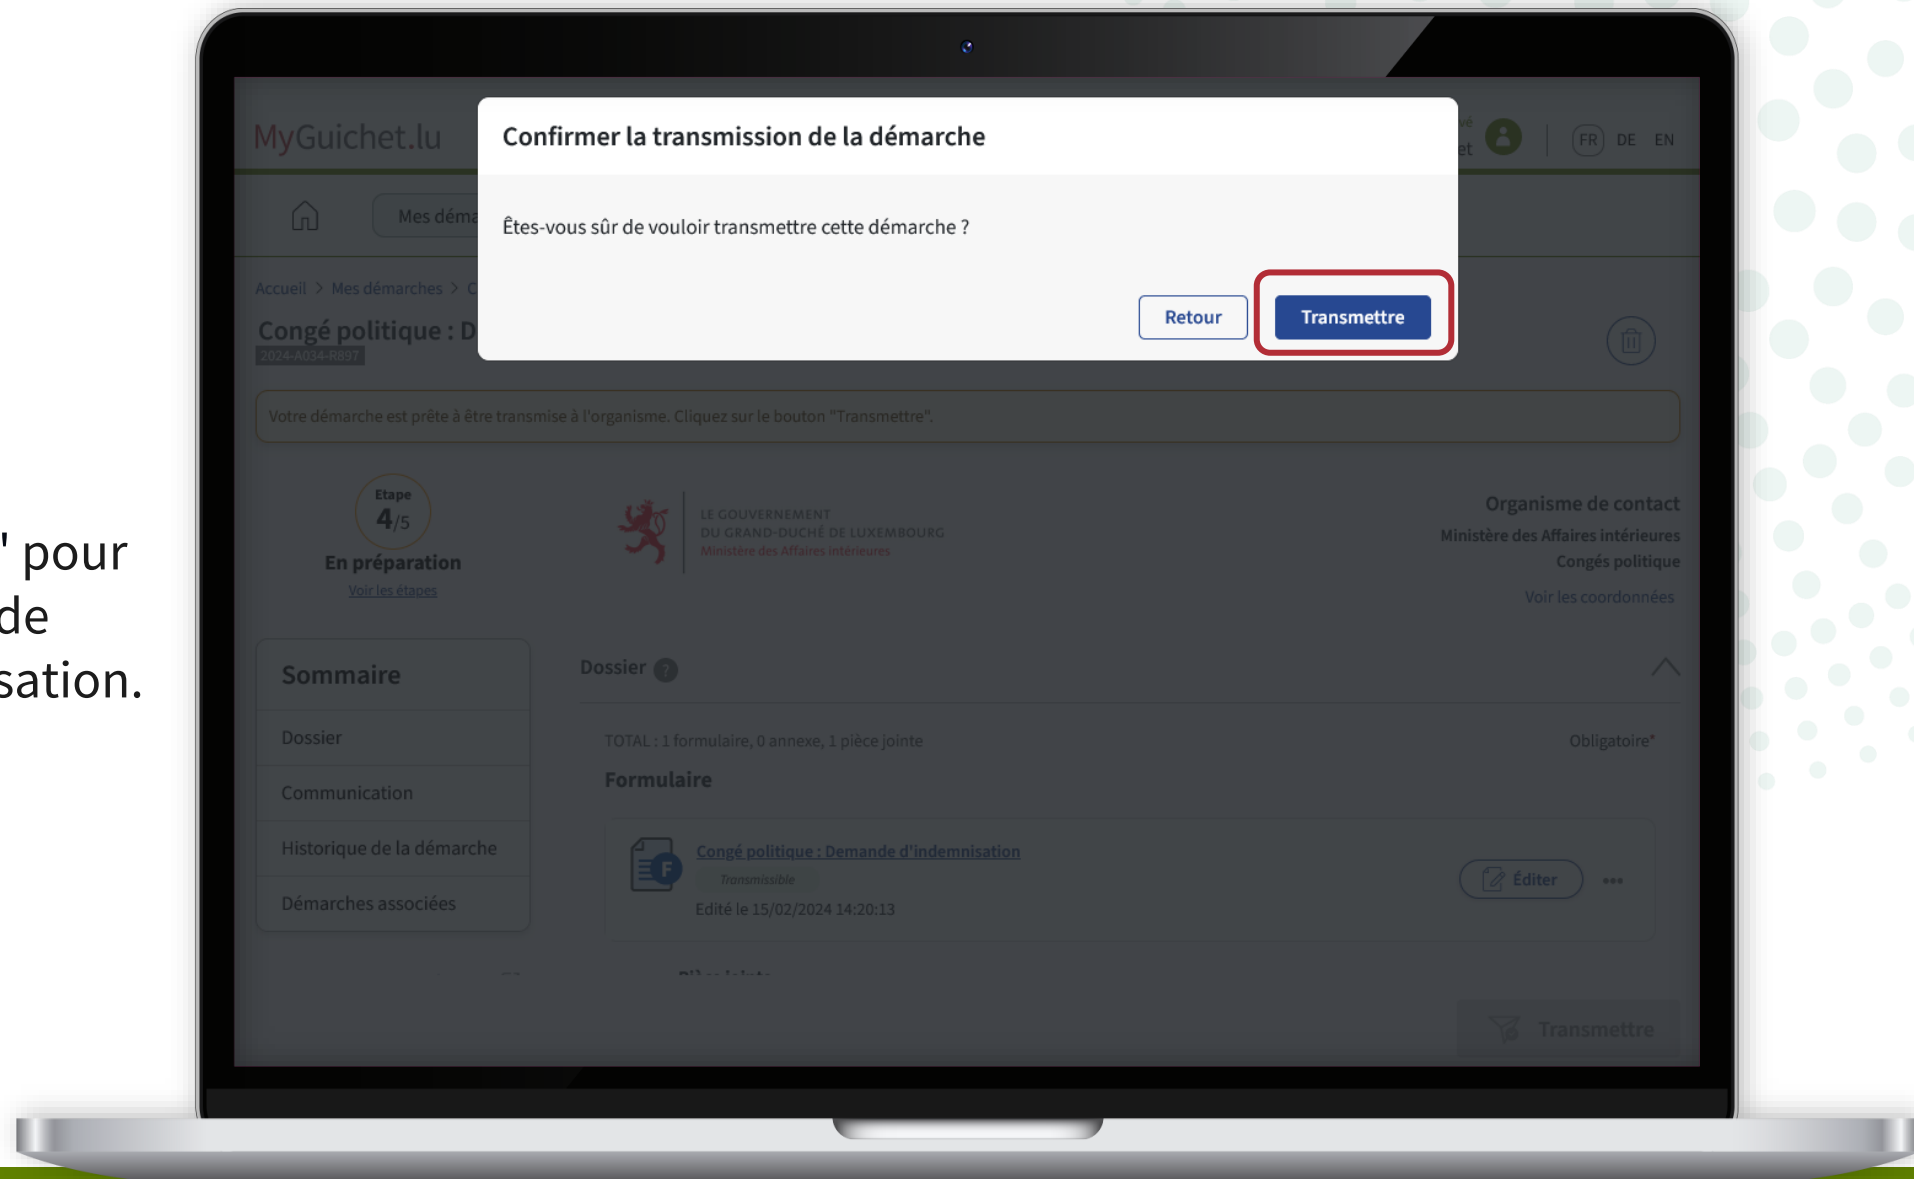 " pour
de
sation.
MyGuichet.lu
Confirmer la transmission de la démarche
vé
et
FR DE EN
Mes déma
Êtes-vous sûr de vouloir transmettre cette démarche ?
Retour
Transmettre
Accueil > Mes démarches > C
Congé politique : D
2024-A034-R897
Votre démarche est prête à être transmise à l'organisme. Cliquez sur le bouton "Transmettre".
Etape
4/5
En préparation
Voir les étapes
LE GOUVERNEMENT
DU GRAND-DUCHÉ DE LUXEMBOURG
Ministère des Affaires intérieures
Organisme de contact
Ministère des Affaires intérieures
Congés politique
Voir les coordonnées
Sommaire
Dossier
Communication
Historique de la démarche
Démarches associées
Dossier ?
TOTAL : 1 formulaire, 0 annexe, 1 pièce jointe
Obligatoire*
Formulaire
F
Congé politique : Demande d'indemnisation
Transmissible
Edité le 15/02/2024 14:20:13
Éditer
Transmettre